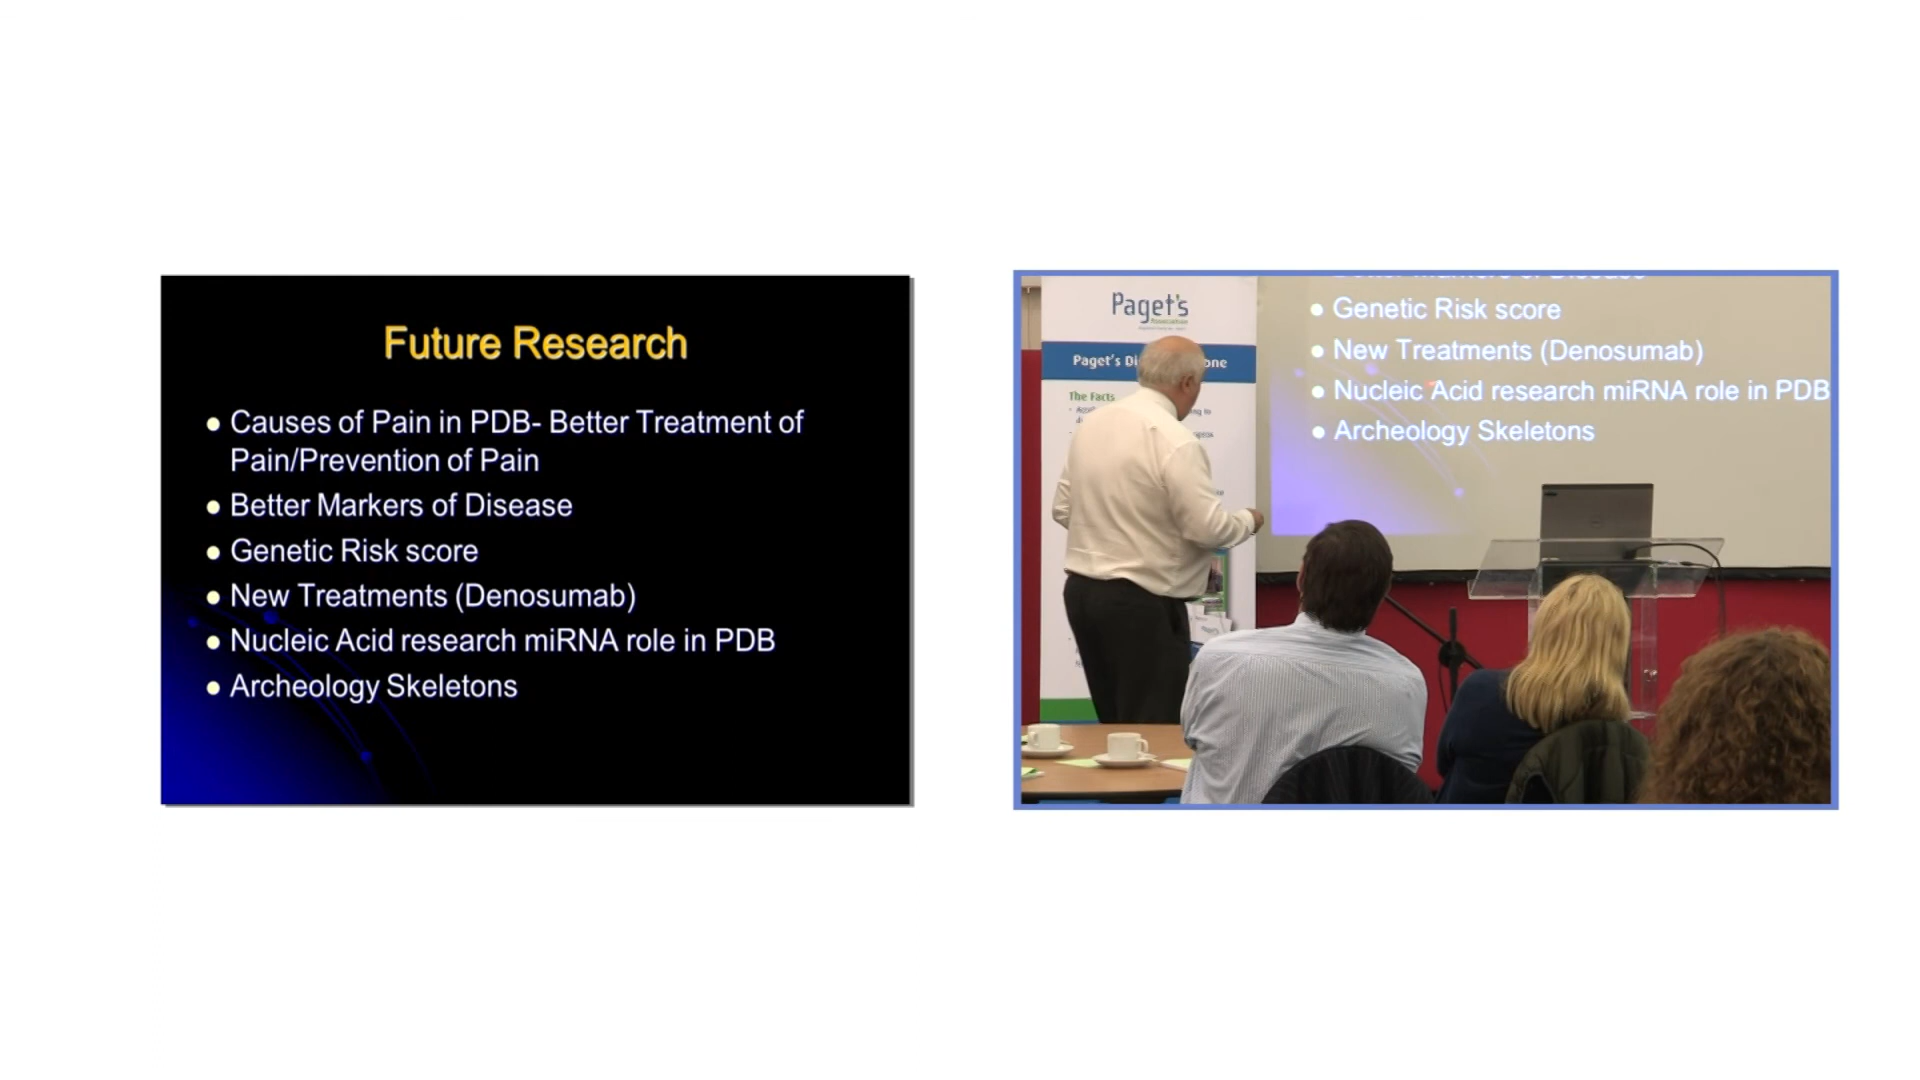 Future Research
Causes of Pain in PDB- Better Treatment of
Pain/Prevention of Pain
Better Markers of Disease
Genetic Risk score
New Treatments (Denosumab)
Nucleic Acid research miRNA role in PDB
Archeology Skeletons
Paget's
Association
Paget's
The Facts
Genetic Risk score
New Treatments (Denosumab)
Nucleic Acid research miRNA role in PDB
Archeology Skeletons